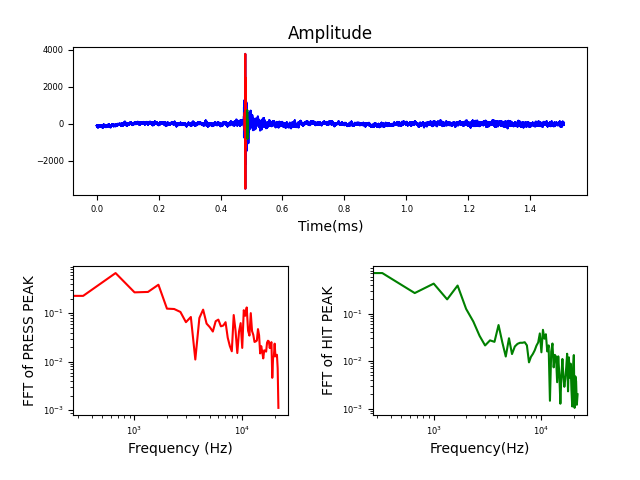 Amplitude
4000
2000
0
−2000
0.0 0.2 0.4 0.6 0.8 1.0 1.2 1.4
Time(ms)
FFT of PRESS PEAK
10⁻¹
10⁻²
10⁻³
10³ 10⁴
Frequency (Hz)
FFT of HIT PEAK
10⁻¹
10⁻²
10⁻³
10³ 10⁴
Frequency(Hz)